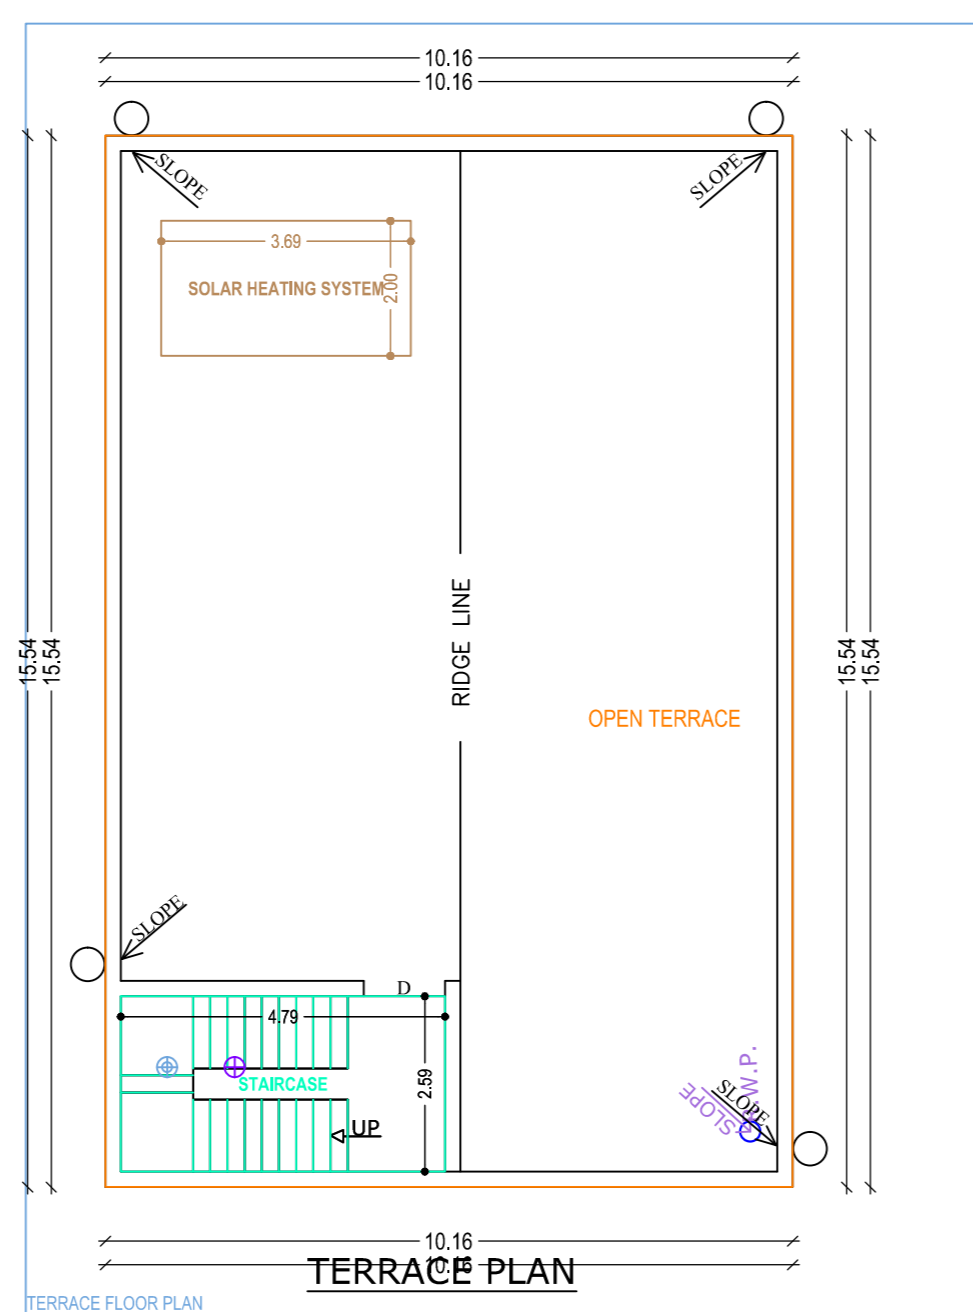 10.16
10.16
SLOPE
SLOPE
3.69
SOLAR HEATING SYSTEM
2.00
15.54
15.54
RIDGE LINE
15.54
15.54
OPEN TERRACE
SLOPE
D
4.79
STAIRCASE
2.59
UP
SLOPE
SLOPE
10.16
10.16
TERRACE PLAN
TERRACE FLOOR PLAN